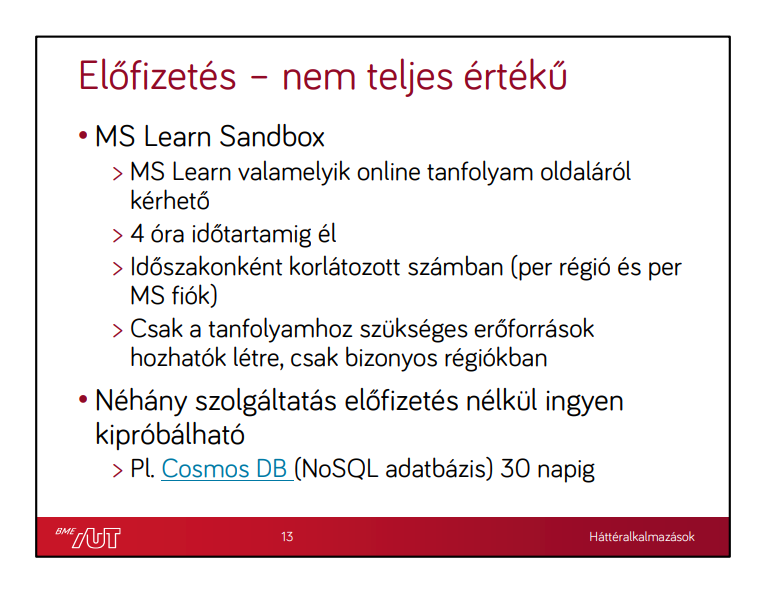 Előfizetés – nem teljes értékű
• MS Learn Sandbox
> MS Learn valamelyik online tanfolyam oldaláról
kérhető
> 4 óra időtartamig él
> Időszakonként korlátozott számban (per régió és per
MS fiók)
> Csak a tanfolyamhoz szükséges erőforrások
hozhatók létre, csak bizonyos régiókban
• Néhány szolgáltatás előfizetés nélkül ingyen
kipróbálható
> Pl. Cosmos DB (NoSQL adatbázis) 30 napig
BME AUT 13 Háttéralkalmazások